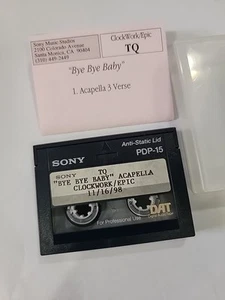 Sony Music Studios
2100 Colorado Avenue
Santa Monica, CA 90404
(310) 449-2449
ClockWork/Epic
TQ
"Bye Bye Baby"
1. Acapella 3 Verse
Anti-Static Lid
SONY
PDP-15
SONY
TQ
"BYE BYE BABY" ACAPELLA
CLOCKWORK/EPIC
11/16/98
For Professional Use
DAT